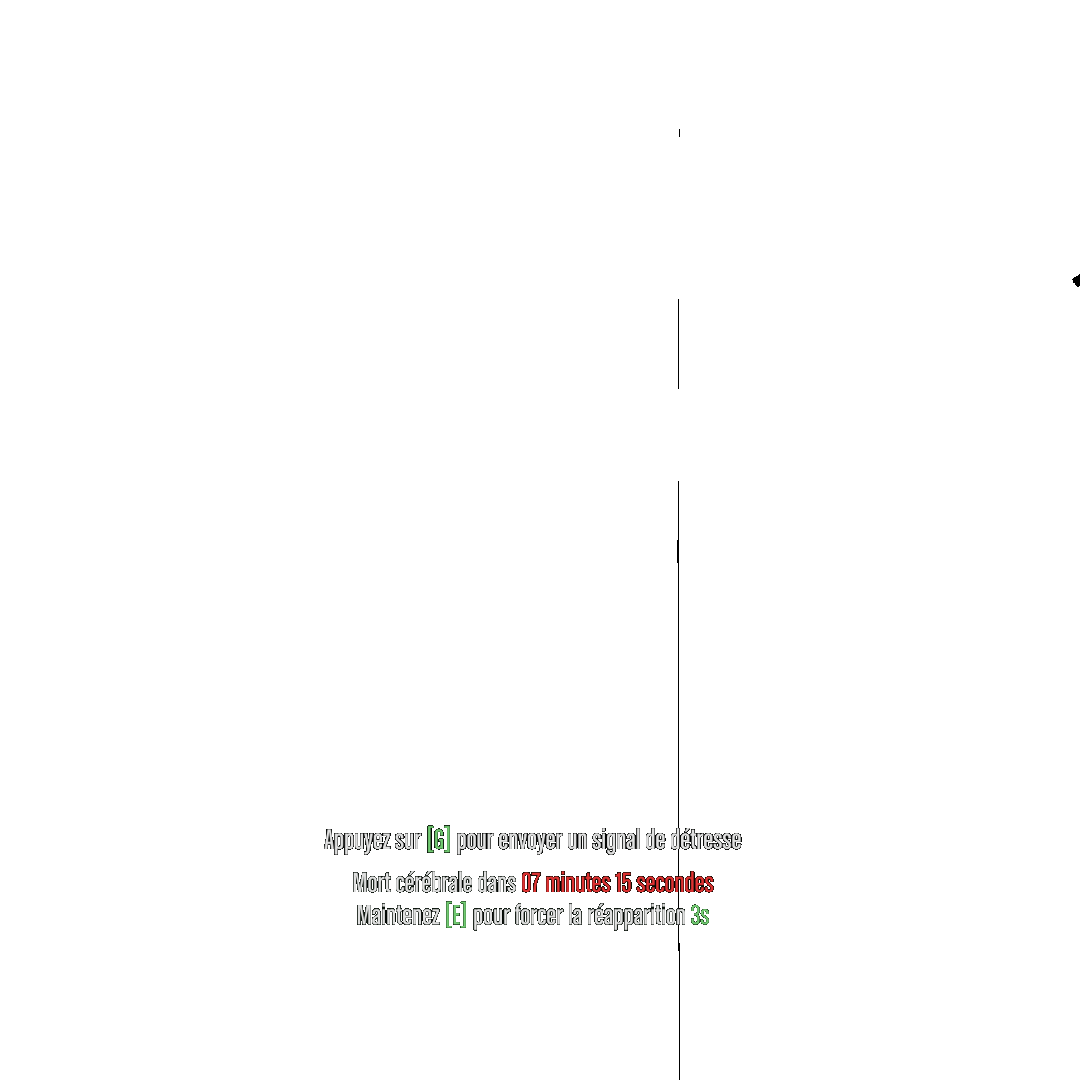 Appuyez sur [G] pour envoyer un signal de détresse
Mort cérébrale dans 07 minutes 15 secondes
Maintenez [E] pour forcer la réapparition 3s